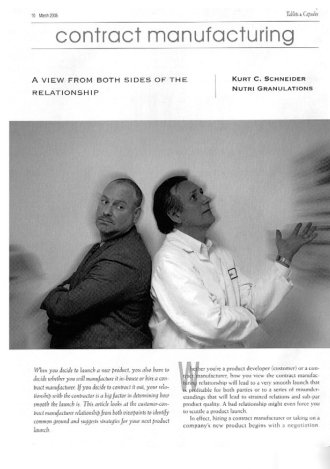 March 2008
Tablets & Capsules
contract manufacturing
A VIEW FROM BOTH SIDES OF THE
RELATIONSHIP
KURT C. SCHNEIDER
NUTRI GRANULATIONS
When you decide to launch a new product, you also have to
decide whether you will manufacture it in-house or hire a con-
tract manufacturer. If you decide to contract it out, your rela-
tionship with the contractor is a big factor in determining how
smooth the launch is. This article looks at the customer-con-
tract manufacturer relationship from both viewpoints to identify
common ground and suggests strategies for your next product
launch.
Whether you're a product developer (customer) or a con-
tract manufacturer, how you view the contract manufac-
turing relationship will lead to a very smooth launch that
is profitable for both parties or to a series of misunder-
standings that will lead to strained relations and sub-par
product quality. A bad relationship might even force you
to scuttle a product launch.
In effect, hiring a contract manufacturer or taking on a
company's new product begins with a negotiation.